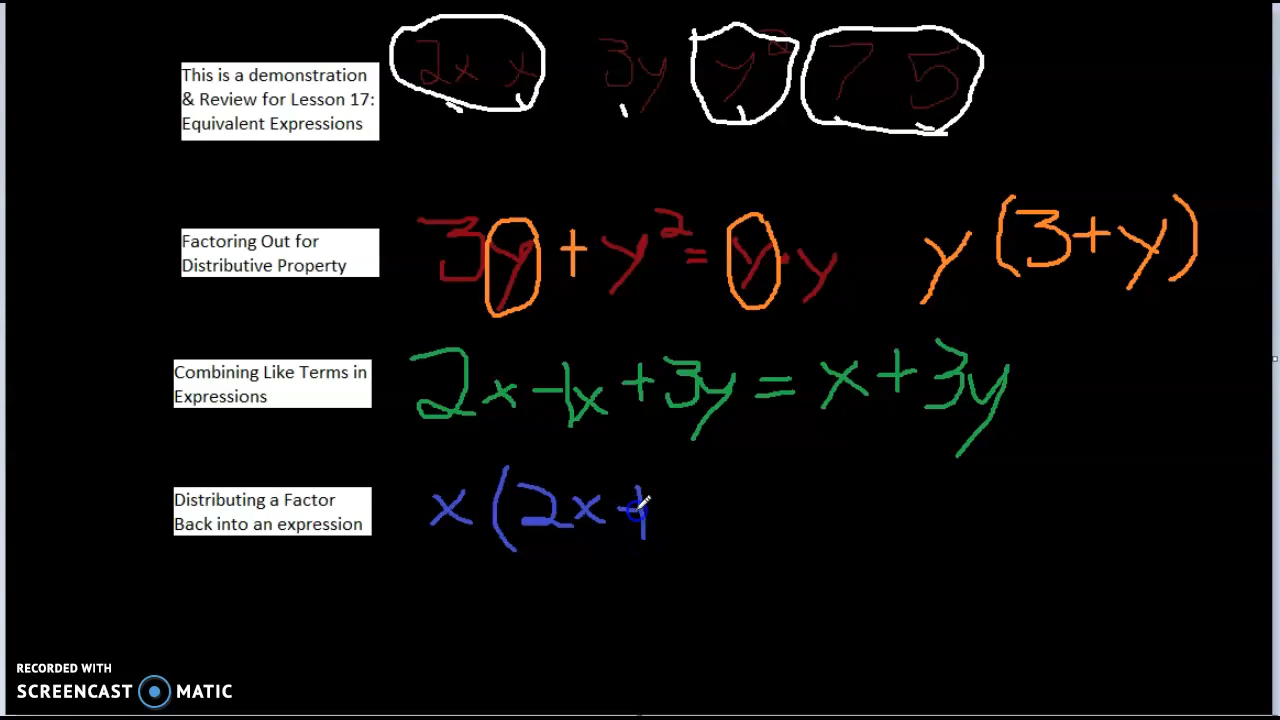 2x x 3y y² 7 5
This is a demonstration
& Review for Lesson 17:
Equivalent Expressions
Factoring Out for
Distributive Property
3y + y² = y · y y(3+y)
Combining Like Terms in
Expressions
2x -1x +3y = x + 3y
Distributing a Factor
Back into an expression
x(2x +
RECORDED WITH
SCREENCAST MATIC